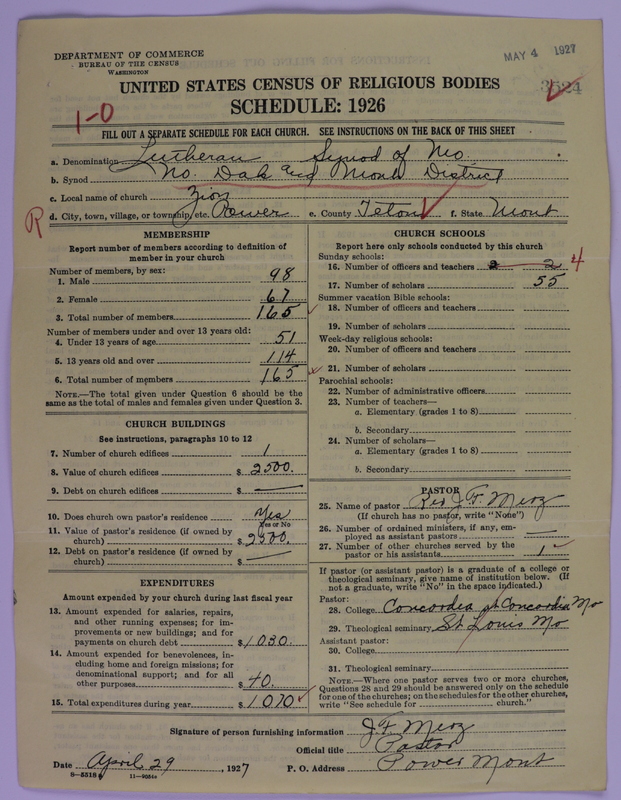 DEPARTMENT OF COMMERCE
BUREAU OF THE CENSUS
WASHINGTON
MAY 4 1927
3524
UNITED STATES CENSUS OF RELIGIOUS BODIES
SCHEDULE: 1926
1-0
FILL OUT A SEPARATE SCHEDULE FOR EACH CHURCH. SEE INSTRUCTIONS ON THE BACK OF THIS SHEET
a. Denomination Lutheran Synod of Mo
b. Synod No. Dak and Mont District
c. Local name of church Zion
R
d. City, town, village, or township, etc. Power e. County Teton f. State Mont
MEMBERSHIP
Report number of members according to definition of
member in your church
Number of members, by sex:
1. Male 98
2. Female 67
3. Total number of members 165
Number of members under and over 13 years old:
4. Under 13 years of age 51
5. 13 years old and over 114
6. Total number of members 165
NOTE.—The total given under Question 6 should be the
same as the total of males and females given under Question 3.
CHURCH BUILDINGS
See instructions, paragraphs 10 to 12
7. Number of church edifices 1
8. Value of church edifices $ 2500.
9. Debt on church edifices $ —
10. Does church own pastor's residence Yes
Yes or No
11. Value of pastor's residence (if owned by
church) $ 2500.
12. Debt on pastor's residence (if owned by
church) $ —
EXPENDITURES
Amount expended by your church during last fiscal year
13. Amount expended for salaries, repairs,
and other running expenses; for im-
provements or new buildings; and for
payments on church debt $ 1030.
14. Amount expended for benevolences, in-
cluding home and foreign missions; for
denominational support; and for all
other purposes $ 40.
15. Total expenditures during year $ 1070
CHURCH SCHOOLS
Report here only schools conducted by this church
Sunday schools:
16. Number of officers and teachers 2 2 4
17. Number of scholars 55
Summer vacation Bible schools:
18. Number of officers and teachers
19. Number of scholars
Week-day religious schools:
20. Number of officers and teachers
21. Number of scholars
Parochial schools:
22. Number of administrative officers
23. Number of teachers—
a. Elementary (grades 1 to 8)
b. Secondary
24. Number of scholars—
a. Elementary (grades 1 to 8)
b. Secondary
PASTOR
25. Name of pastor Rev J. F. Merz
(If church has no pastor, write "None")
26. Number of ordained ministers, if any, em-
ployed as assistant pastors —
27. Number of other churches served by the
pastor or his assistants 1
If pastor (or assistant pastor) is a graduate of a college or
theological seminary, give name of institution below. (If
not a graduate, write "No" in the space indicated.)
Pastor:
28. College Concordia at Concordia Mo
29. Theological seminary St Louis Mo
Assistant pastor:
30. College
31. Theological seminary
NOTE.—Where one pastor serves two or more churches,
Questions 28 and 29 should be answered only on the schedule
for one of the churches; on the schedules for the other churches,
write "See schedule for church."
Signature of person furnishing information J. F. Merz
Official title Pastor
Date April 29, 1927 P. O. Address Power Mont
8—5318 11—9054